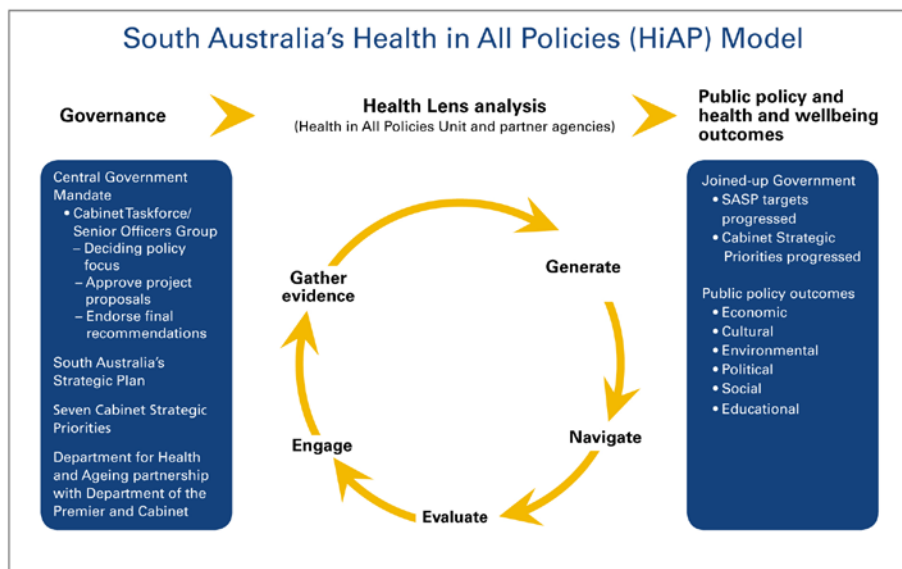 South Australia's Health in All Policies (HiAP) Model
Governance
Health Lens analysis
(Health in All Policies Unit and partner agencies)
Public policy and
health and wellbeing
outcomes
Central Government
Mandate
• Cabinet Taskforce/
Senior Officers Group
– Deciding policy
focus
– Approve project
proposals
– Endorse final
recommendations
South Australia's
Strategic Plan
Seven Cabinet Strategic
Priorities
Department for Health
and Ageing partnership
with Department of the
Premier and Cabinet
Gather
evidence
Generate
Navigate
Evaluate
Engage
Joined-up Government
• SASP targets
progressed
• Cabinet Strategic
Priorities progressed
Public policy outcomes
• Economic
• Cultural
• Environmental
• Political
• Social
• Educational